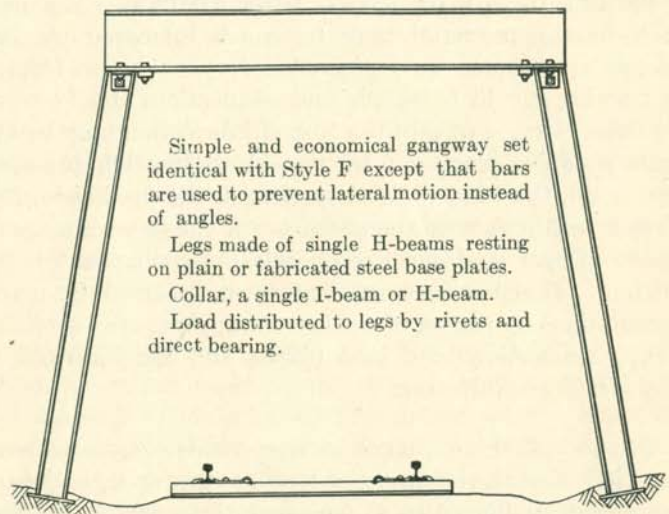 Simple and economical gangway set
identical with Style F except that bars
are used to prevent lateral motion instead
of angles.
Legs made of single H-beams resting
on plain or fabricated steel base plates.
Collar, a single I-beam or H-beam.
Load distributed to legs by rivets and
direct bearing.